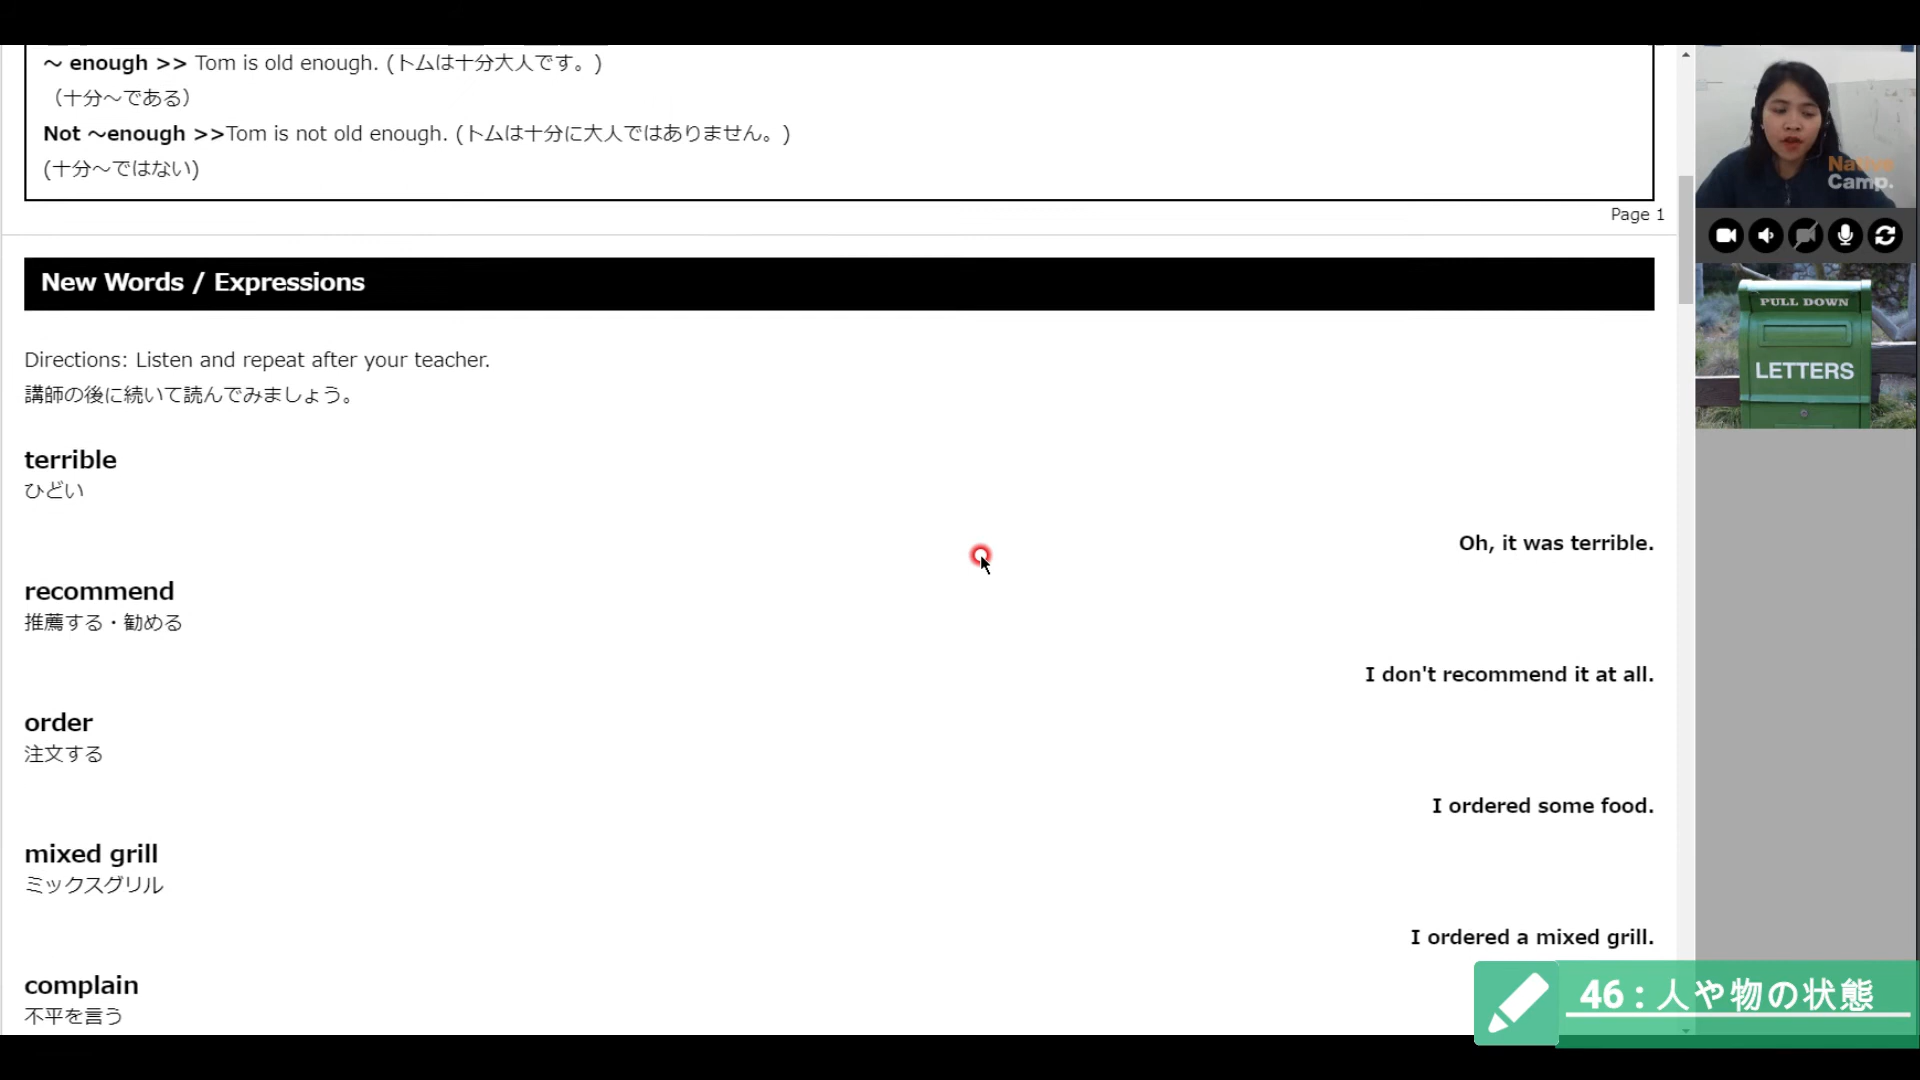 ～ enough >> Tom is old enough. (トムは十分大人です。)
（十分～である）
Not ～enough >>Tom is not old enough. (トムは十分に大人ではありません。)
(十分～ではない)
Page 1
New Words / Expressions
Directions: Listen and repeat after your teacher.
講師の後に続いて読んでみましょう。
terrible
ひどい
Oh, it was terrible.
recommend
推薦する・勧める
I don't recommend it at all.
order
注文する
I ordered some food.
mixed grill
ミックスグリル
I ordered a mixed grill.
complain
不平を言う
Native
Camp.
PULL DOWN
LETTERS
46：人や物の状態